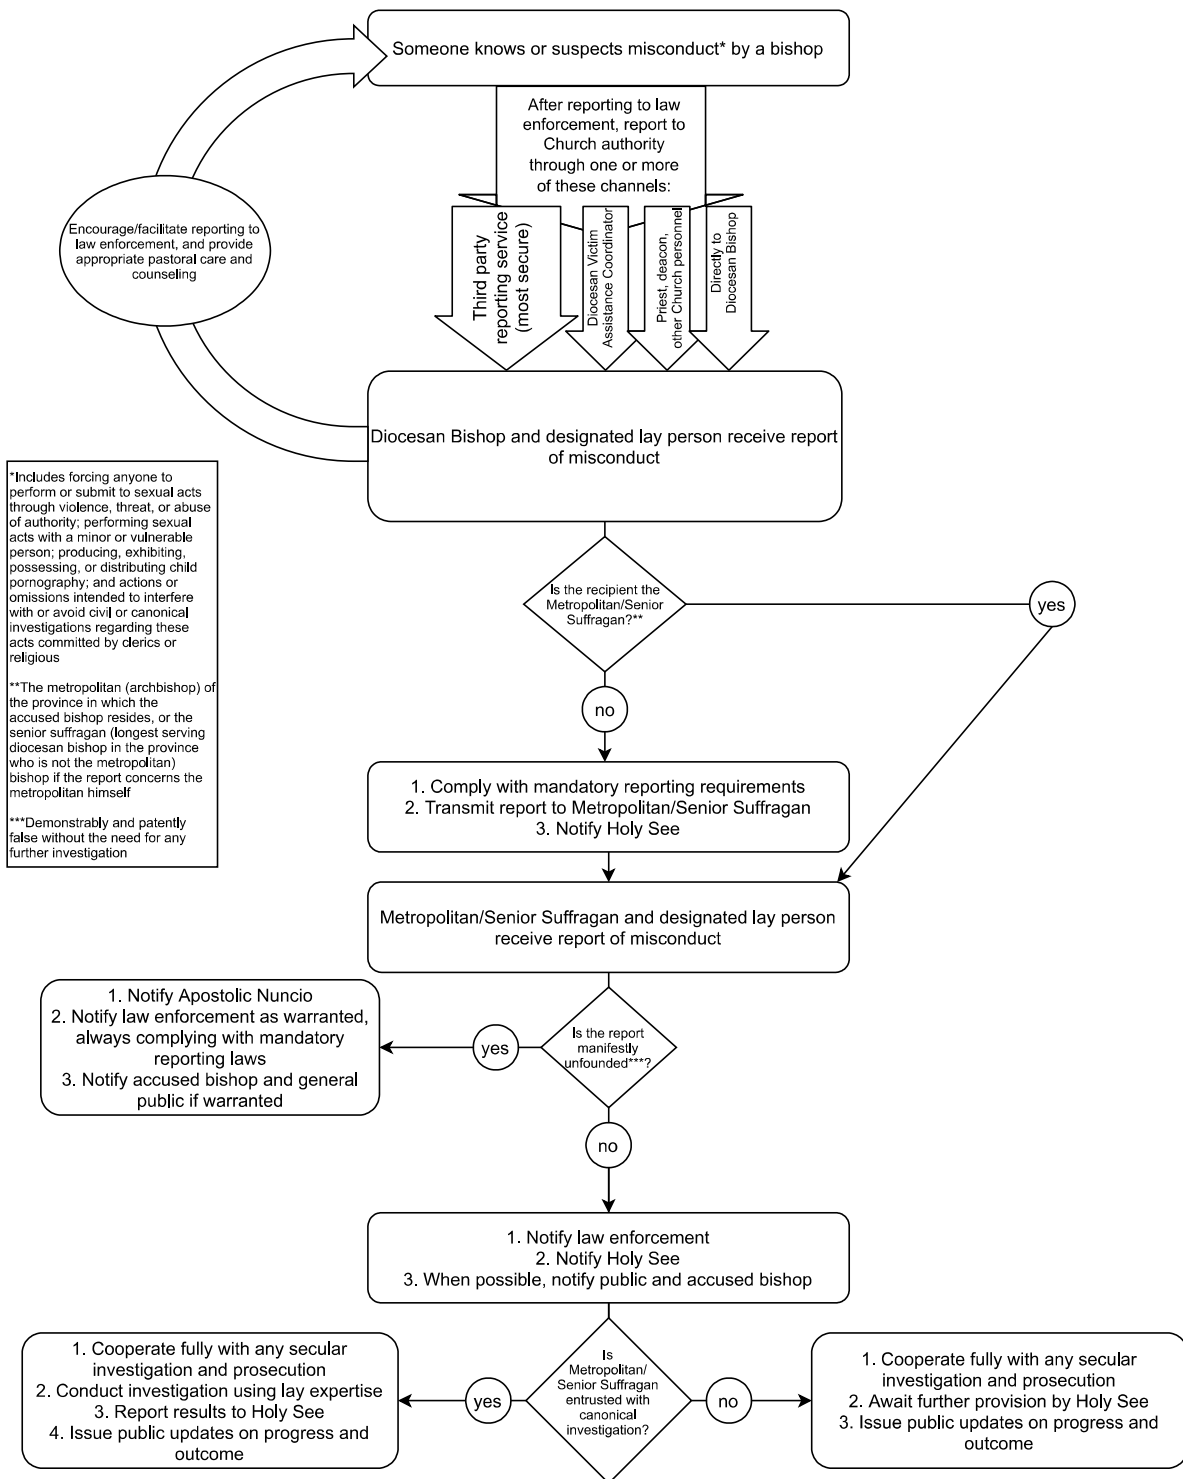 Someone knows or suspects misconduct* by a bishop
After reporting to law
enforcement, report to
Church authority
through one or more
of these channels:
Third party
reporting service
(most secure)
Diocesan Victim
Assistance Coordinator
Priest, deacon,
other Church personnel
Directly to
Diocesan Bishop
Encourage/facilitate reporting to
law enforcement, and provide
appropriate pastoral care and
counseling
Diocesan Bishop and designated lay person receive report
of misconduct
*Includes forcing anyone to
perform or submit to sexual acts
through violence, threat, or abuse
of authority; performing sexual
acts with a minor or vulnerable
person; producing, exhibiting,
possessing, or distributing child
pornography; and actions or
omissions intended to interfere
with or avoid civil or canonical
investigations regarding these
acts committed by clerics or
religious
**The metropolitan (archbishop) of
the province in which the
accused bishop resides, or the
senior suffragan (longest serving
diocesan bishop in the province
who is not the metropolitan)
bishop if the report concerns the
metropolitan himself
***Demonstrably and patently
false without the need for any
further investigation
Is the recipient the
Metropolitan/Senior
Suffragan?**
yes
no
1. Comply with mandatory reporting requirements
2. Transmit report to Metropolitan/Senior Suffragan
3. Notify Holy See
Metropolitan/Senior Suffragan and designated lay person
receive report of misconduct
Is the report
manifestly
unfounded***?
yes
1. Notify Apostolic Nuncio
2. Notify law enforcement as warranted,
always complying with mandatory
reporting laws
3. Notify accused bishop and general
public if warranted
no
1. Notify law enforcement
2. Notify Holy See
3. When possible, notify public and accused bishop
Is
Metropolitan/
Senior Suffragan
entrusted with
canonical
investigation?
yes
1. Cooperate fully with any secular
investigation and prosecution
2. Conduct investigation using lay expertise
3. Report results to Holy See
4. Issue public updates on progress and
outcome
no
1. Cooperate fully with any secular
investigation and prosecution
2. Await further provision by Holy See
3. Issue public updates on progress and
outcome